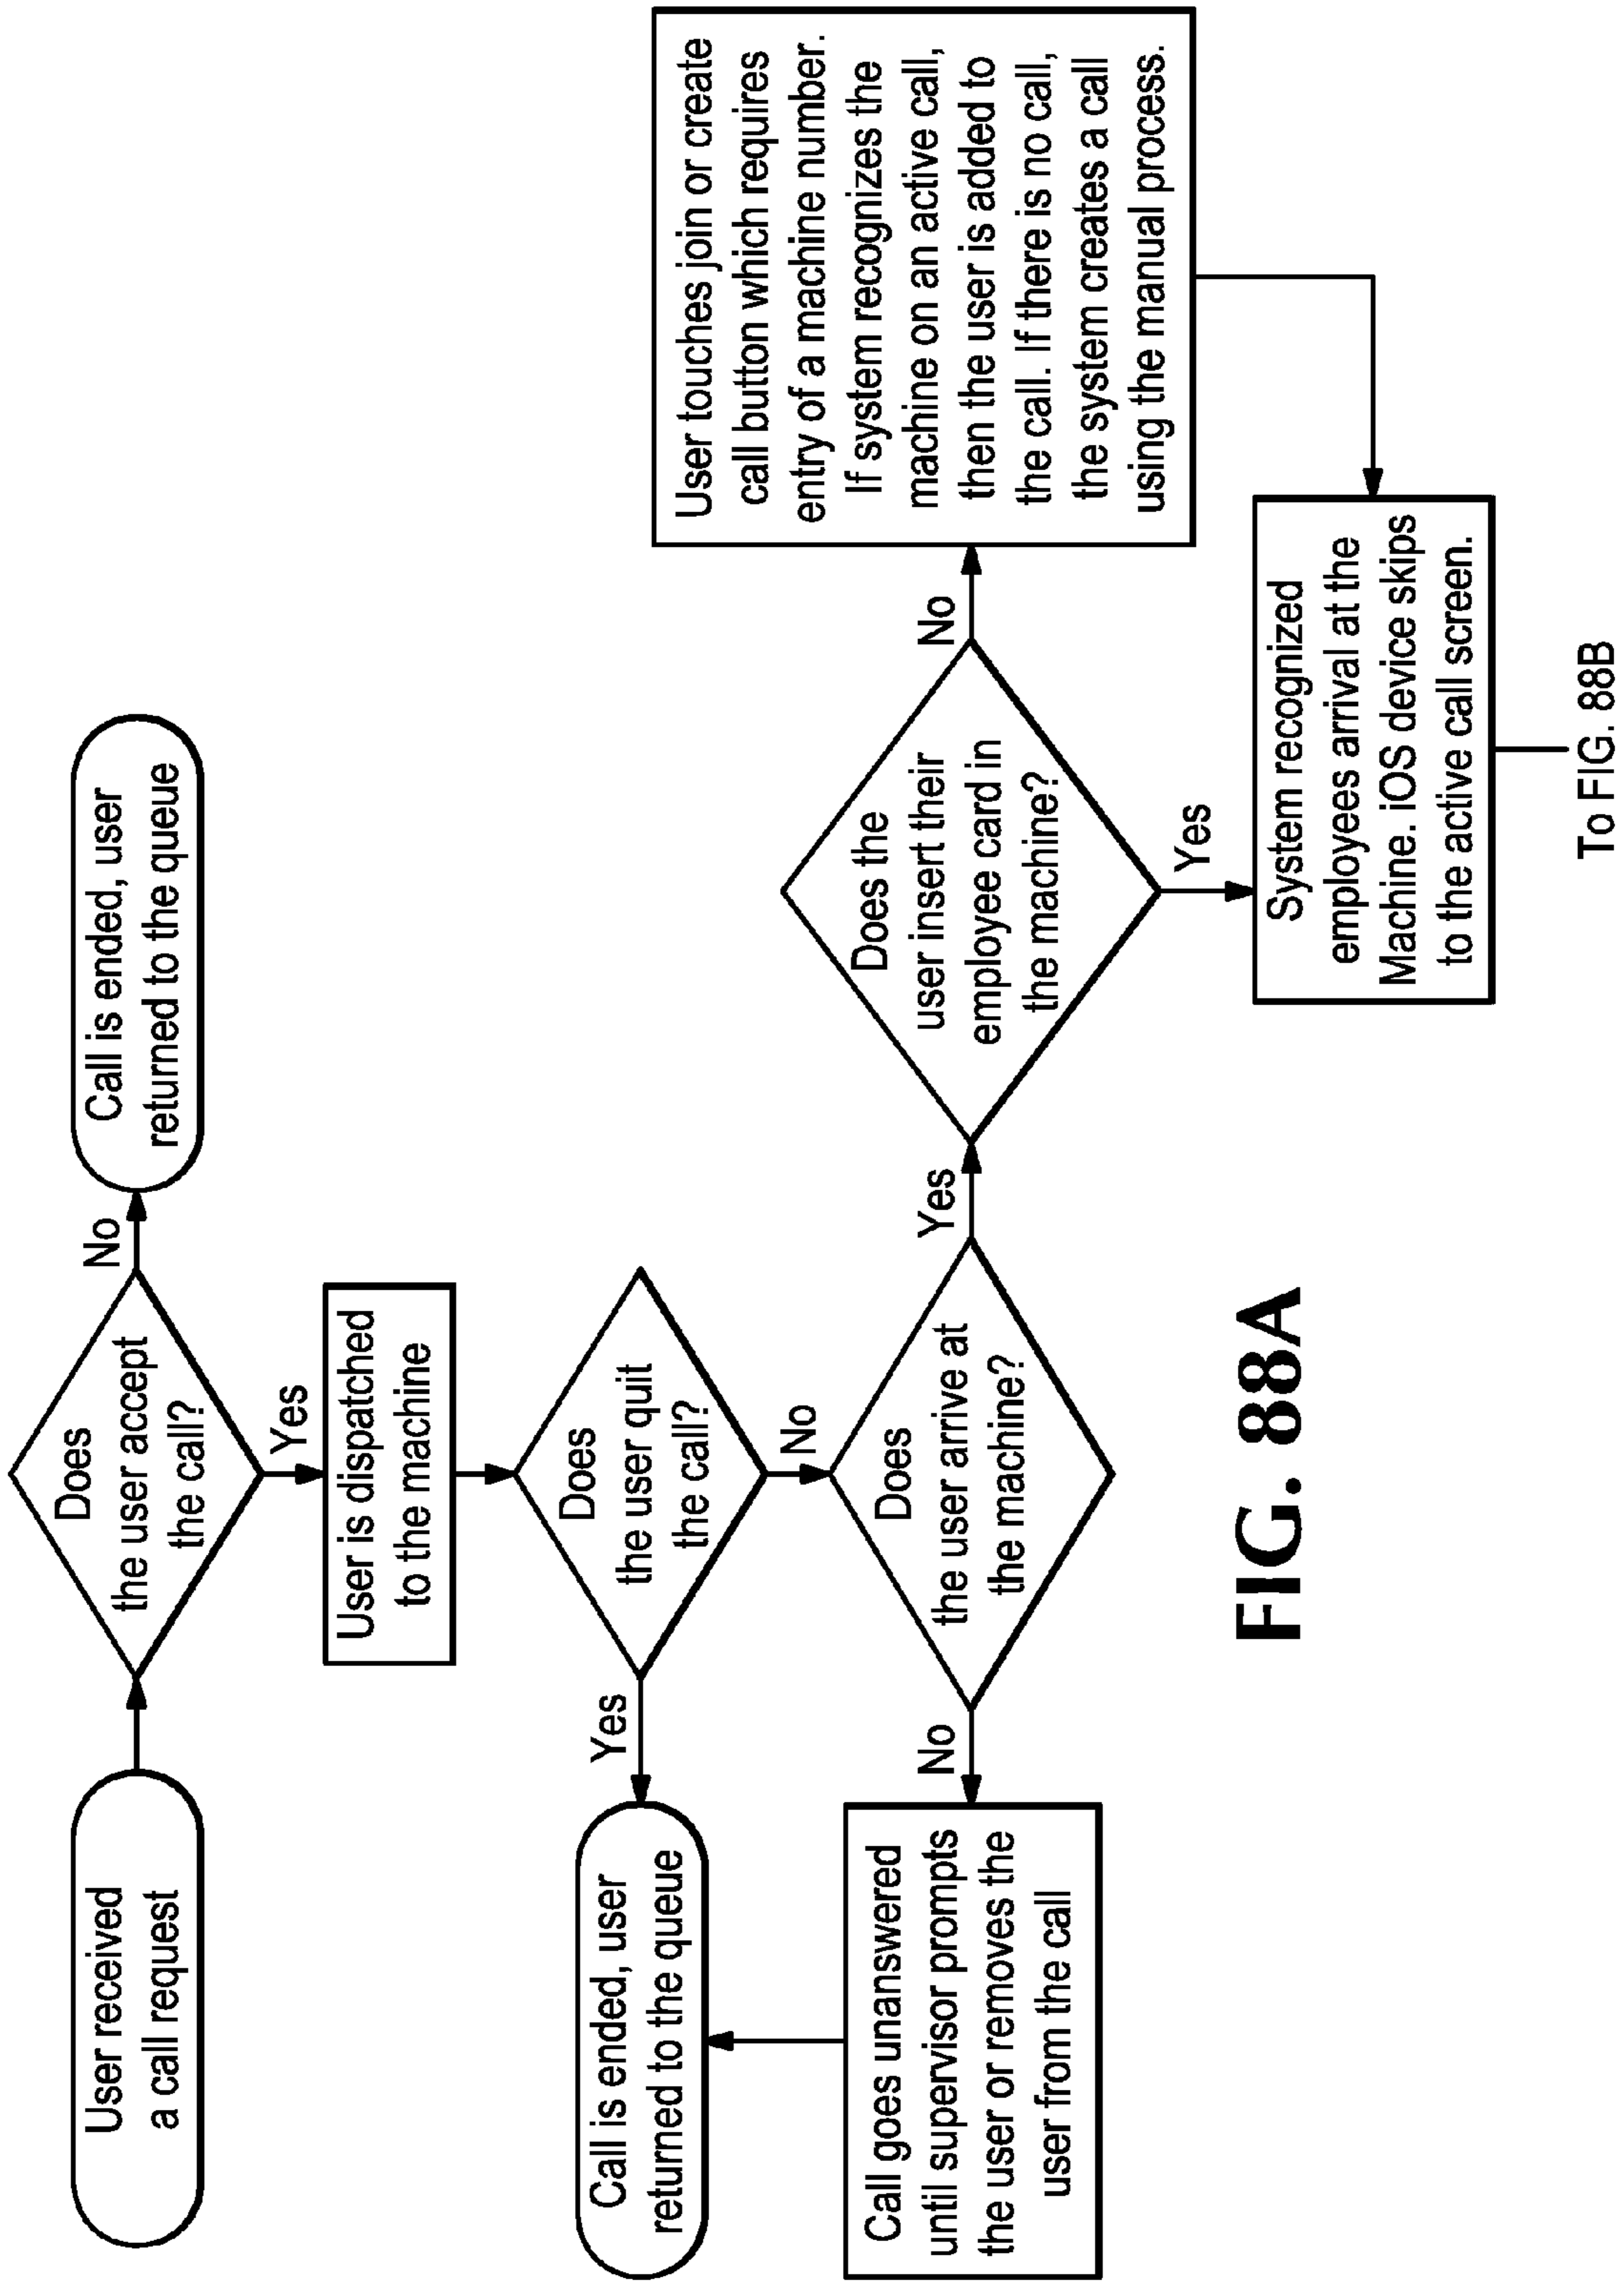 User received
a call request
Does
the user accept
the call?
No
Call is ended, user
returned to the queue
Yes
User is dispatched
to the machine
Does
the user quit
the call?
Yes
Call is ended, user
returned to the queue
No
Does
the user arrive at
the machine?
No
Call goes unanswered
until supervisor prompts
the user or removes the
user from the call
Yes
Does the
user insert their
employee card in
the machine?
No
User touches join or create
call button which requires
entry of a machine number.
If system recognizes the
machine on an active call,
then the user is added to
the call. If there is no call,
the system creates a call
using the manual process.
Yes
System recognized
employees arrival at the
Machine. iOS device skips
to the active call screen.
To FIG. 88B
FIG. 88A